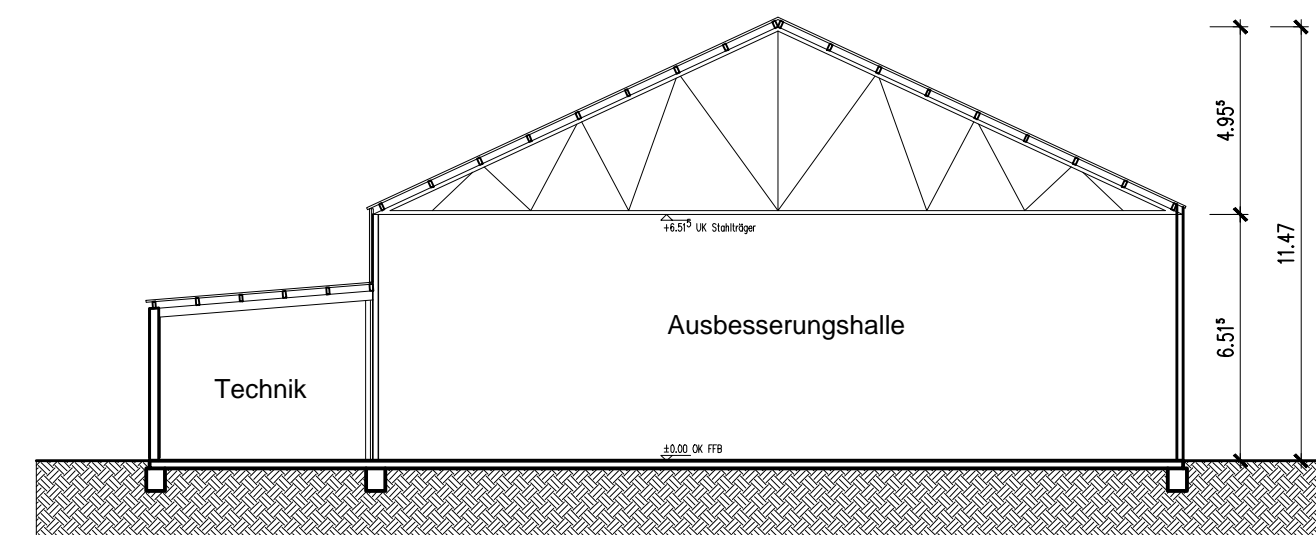 4.95⁵
11.47
+6.51⁵ UK Stahlträger
Ausbesserungshalle
6.51⁵
Technik
±0.00 OK FFB